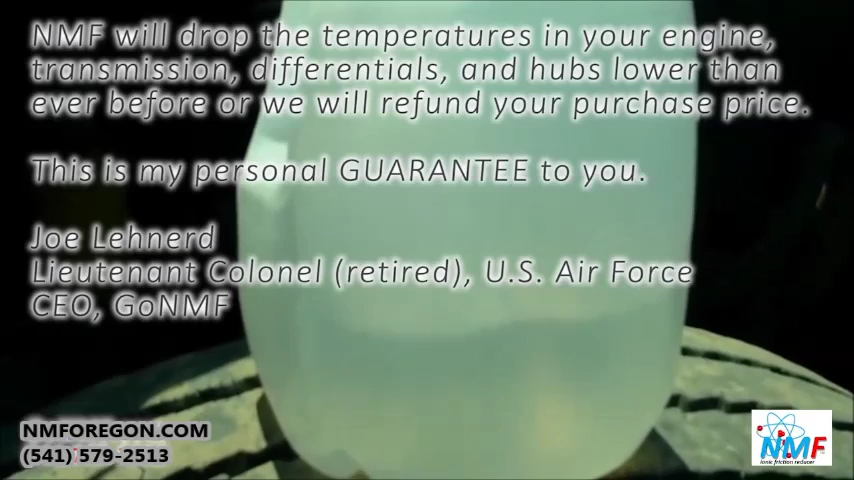 NMF will drop the temperatures in your engine,
transmission, differentials, and hubs lower than
ever before or we will refund your purchase price.
This is my personal GUARANTEE to you.
Joe Lehnerd
Lieutenant Colonel (retired), U.S. Air Force
CEO, GoNMF
NMFOREGON.COM
(541) 579-2513
NMF
ionic friction reducer